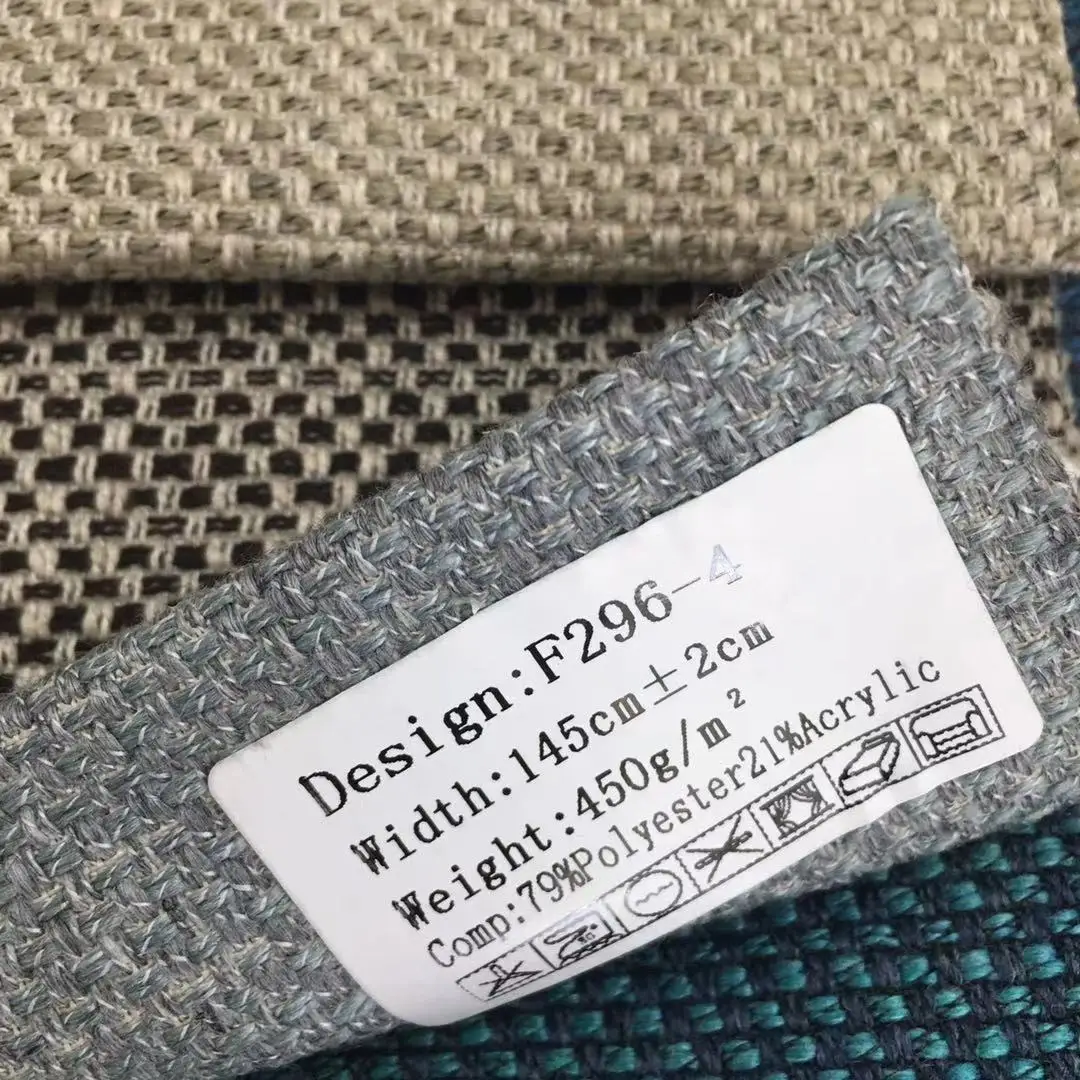 Design:F296-4
Width:145cm±2cm
Weight:450g/m²
Comp:79%Polyester21%Acrylic